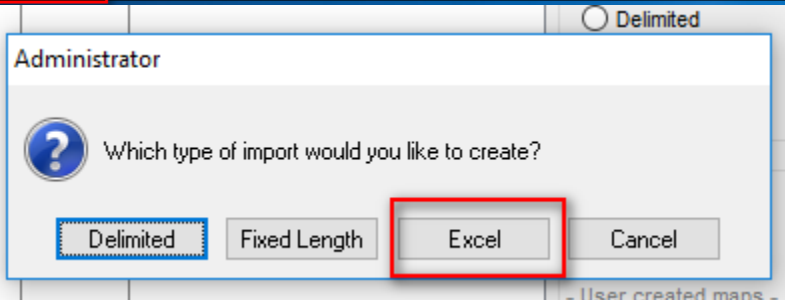 Delimited
Administrator
Which type of import would you like to create?
Delimited Fixed Length Excel Cancel
- User created maps -